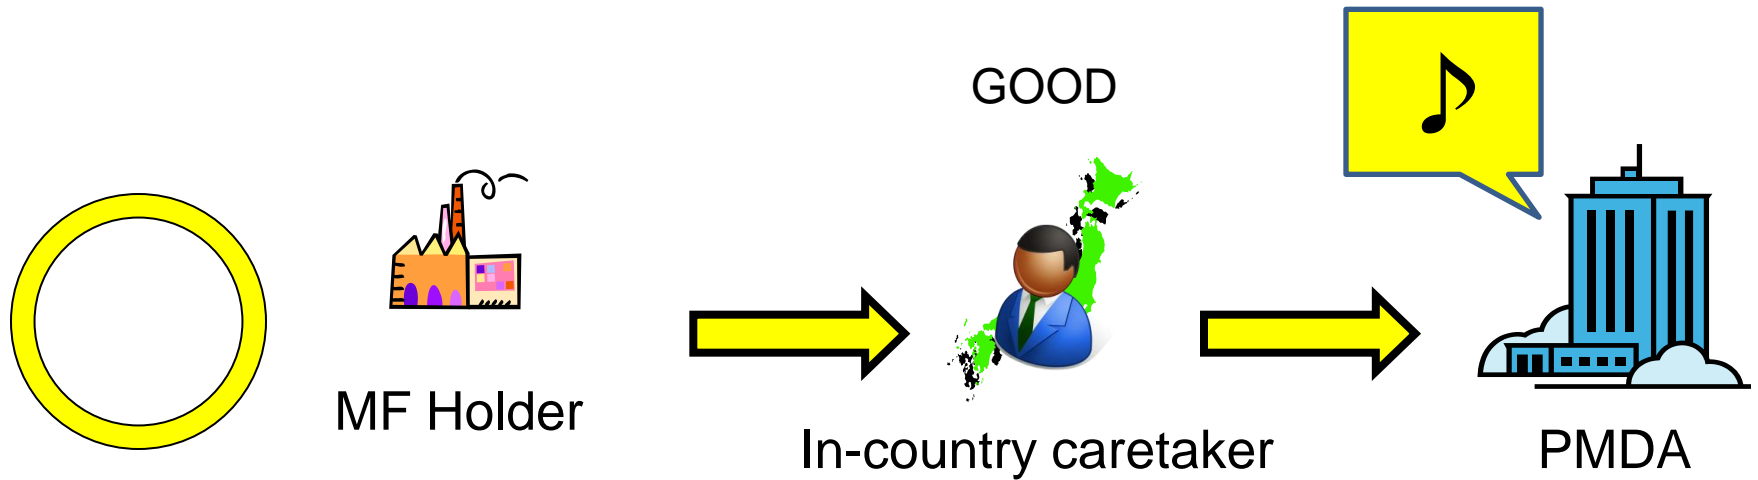 GOOD
♪
MF Holder
In-country caretaker
PMDA